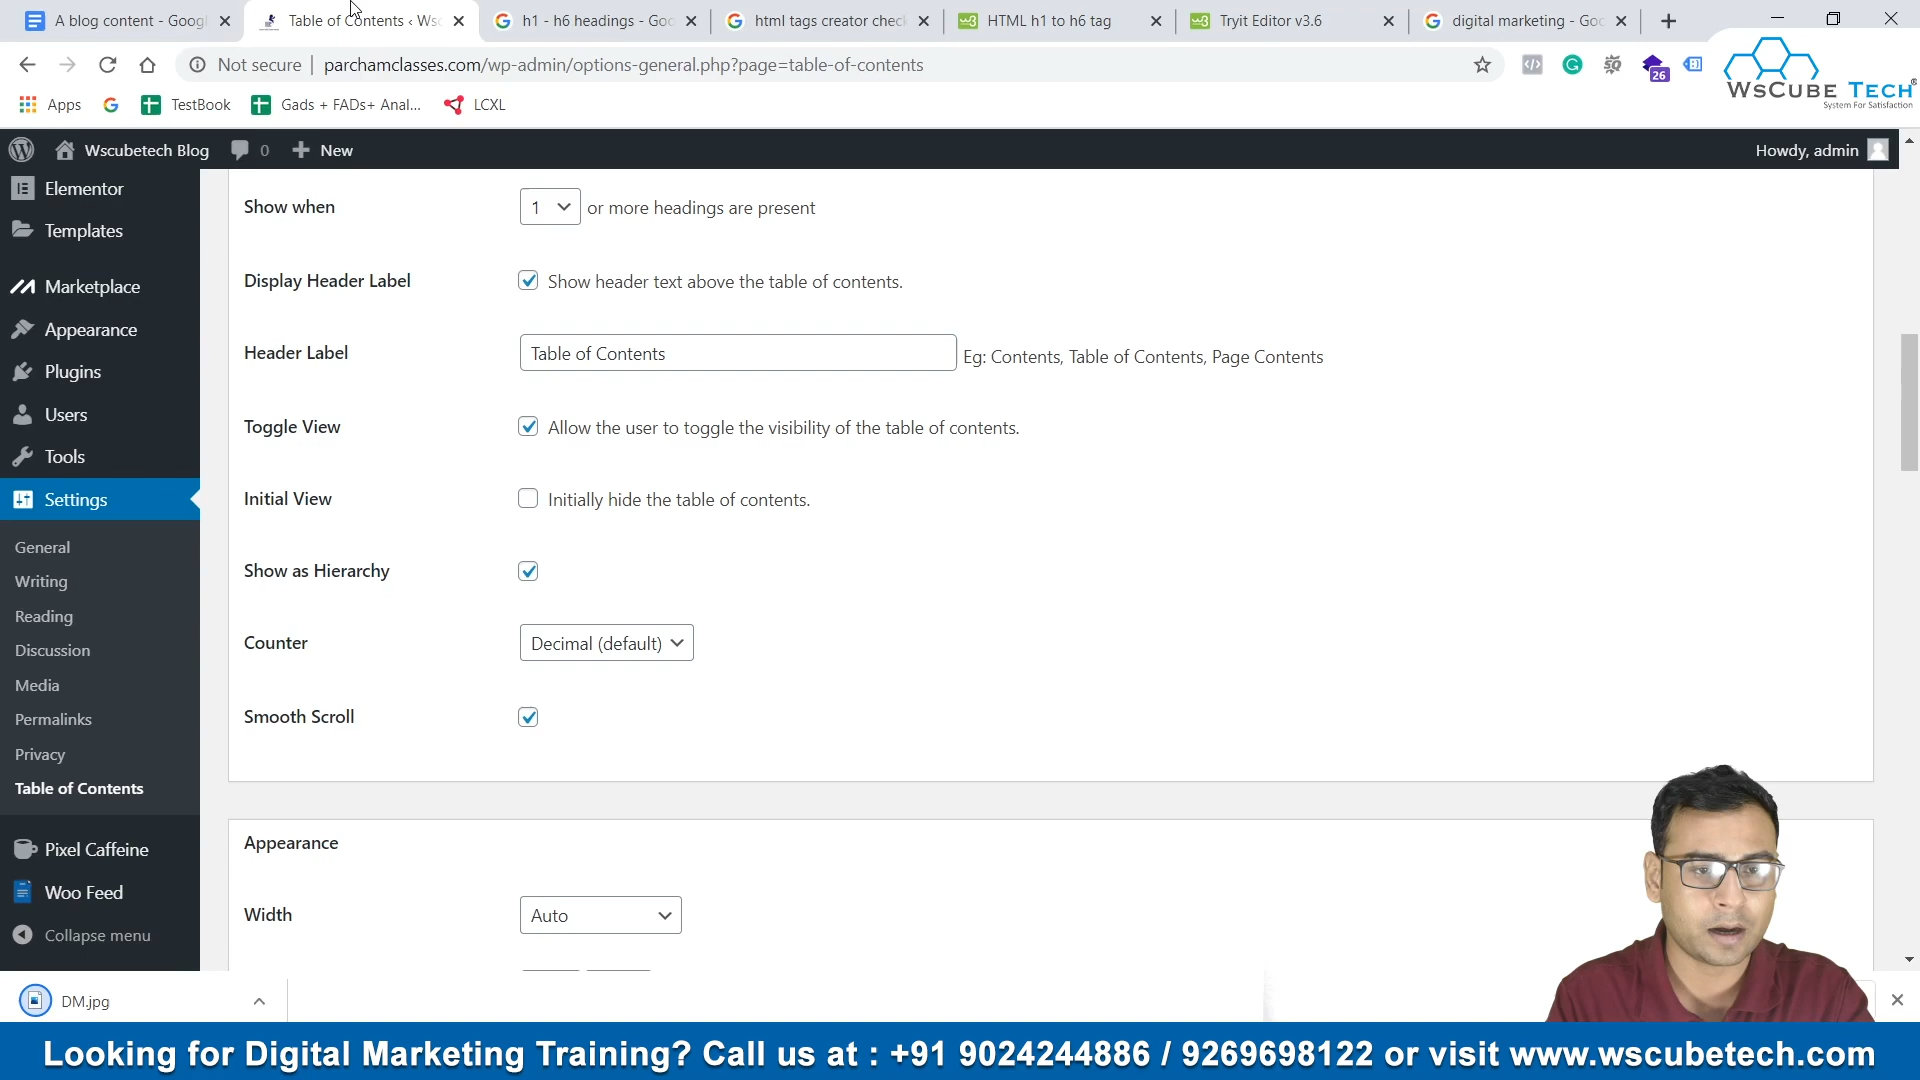 A blog content - Googl
Table of Contents ‹ Wsc
h1 - h6 headings - Goo
html tags creator check
HTML h1 to h6 tag
Tryit Editor v3.6
digital marketing - Goo
Not secure | parchamclasses.com/wp-admin/options-general.php?page=table-of-contents
26
WsCube Tech
System For Satisfaction
Apps
TestBook
Gads + FADs+ Anal...
LCXL
Wscubetech Blog
0
New
Howdy, admin
Elementor
Templates
Marketplace
Appearance
Plugins
Users
Tools
Settings
General
Writing
Reading
Discussion
Media
Permalinks
Privacy
Table of Contents
Pixel Caffeine
Woo Feed
Collapse menu
Show when
1 or more headings are present
Display Header Label
Show header text above the table of contents.
Header Label
Table of Contents
Eg: Contents, Table of Contents, Page Contents
Toggle View
Allow the user to toggle the visibility of the table of contents.
Initial View
Initially hide the table of contents.
Show as Hierarchy
Counter
Decimal (default)
Smooth Scroll
Appearance
Width
Auto
DM.jpg
Looking for Digital Marketing Training? Call us at : +91 9024244886 / 9269698122 or visit www.wscubetech.com